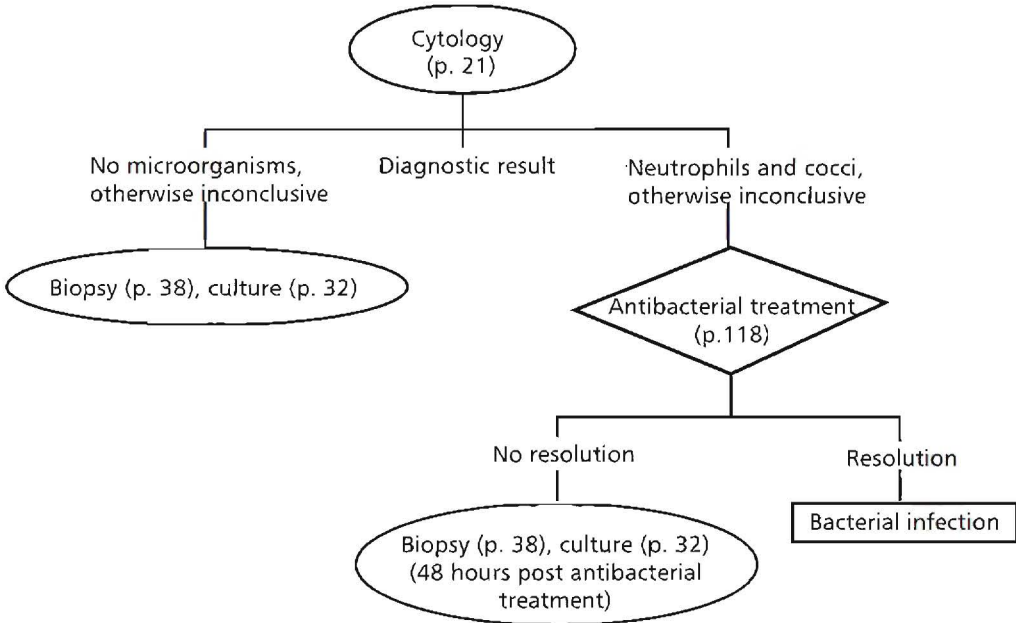 Cytology
(p. 21)
No microorganisms,
otherwise inconclusive
Diagnostic result
Neutrophils and cocci,
otherwise inconclusive
Biopsy (p. 38), culture (p. 32)
Antibacterial treatment
(p.118)
No resolution
Resolution
Biopsy (p. 38), culture (p. 32)
(48 hours post antibacterial
treatment)
Bacterial infection